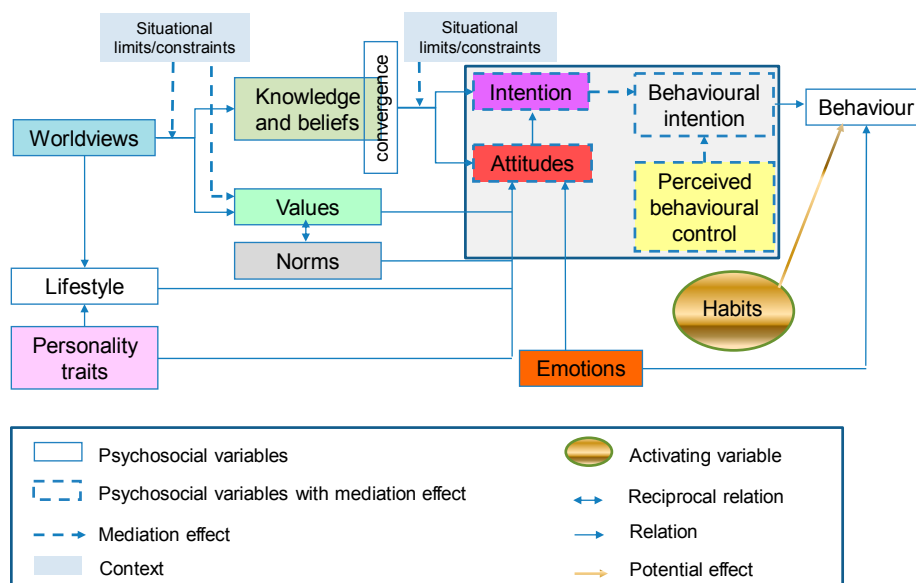 Situational
limits/constraints
Situational
limits/constraints
convergence
Knowledge
and beliefs
Intention
Behavioural
intention
Behaviour
Worldviews
Attitudes
Perceived
behavioural
control
Values
Norms
Lifestyle
Habits
Personality
traits
Emotions
Psychosocial variables
Activating variable
Psychosocial variables with mediation effect
Reciprocal relation
Mediation effect
Relation
Context
Potential effect